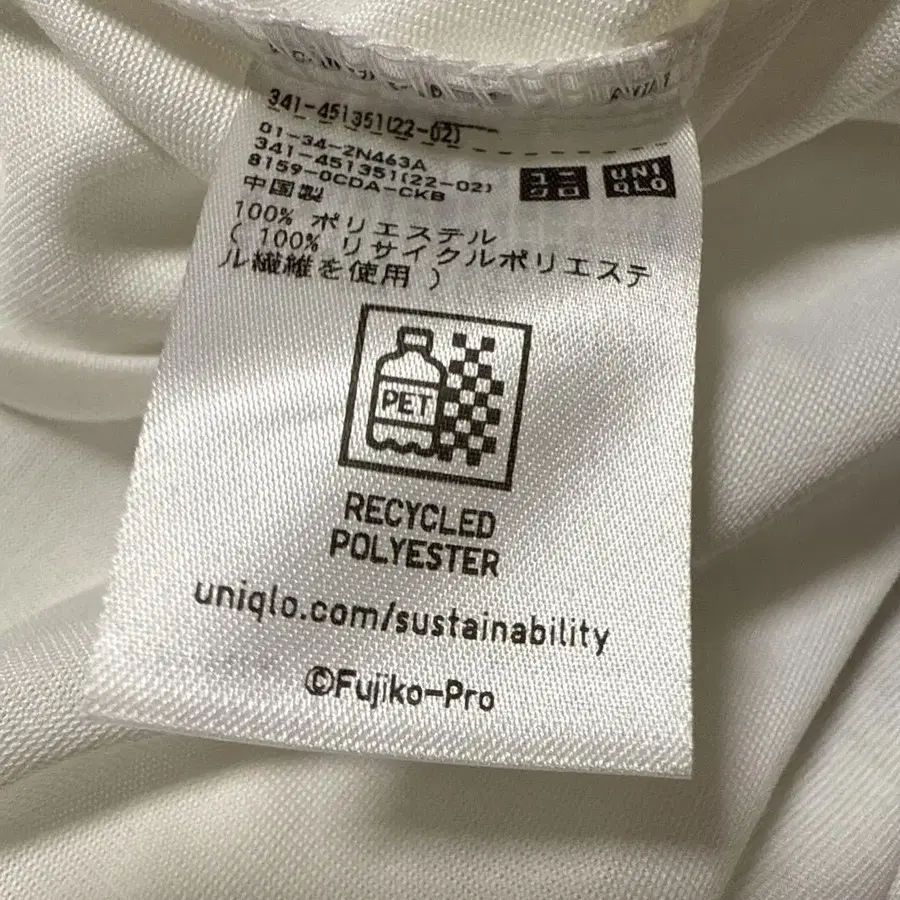 341-451351(22-02)
01-34-2N463A
341-451351(22-02)
8159-0CDA-CKB
ユニクロ
UNIQLO
中国製
100% ポリエステル
( 100% リサイクルポリエステ
ル繊維を使用 )
PET
RECYCLED
POLYESTER
uniqlo.com/sustainability
©Fujiko-Pro